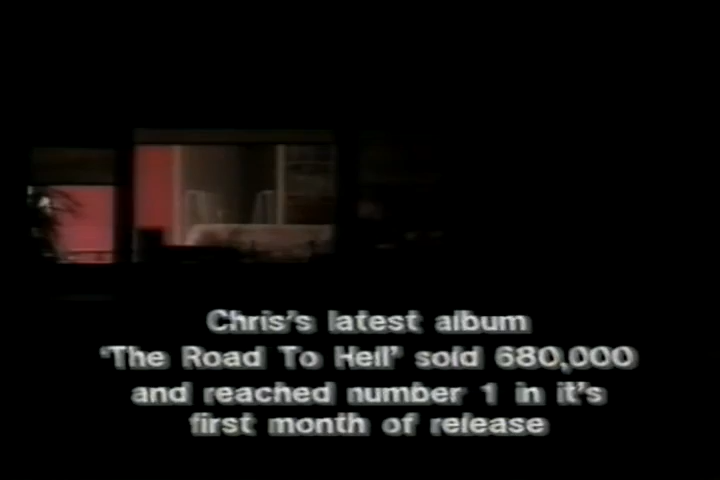 Chris's latest album
'The Road To Hell' sold 680,000
and reached number 1 in it's
first month of release